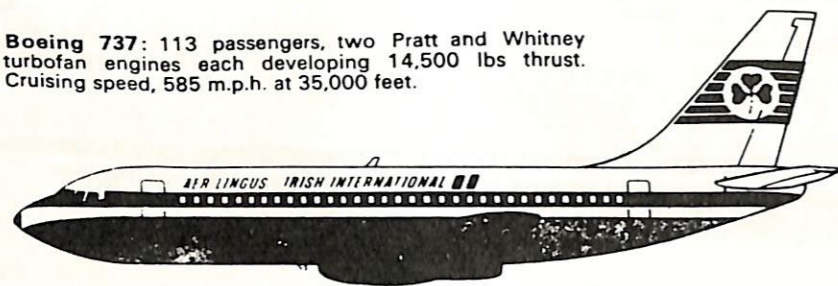 Boeing 737: 113 passengers, two Pratt and Whitney
turbofan engines each developing 14,500 lbs thrust.
Cruising speed, 585 m.p.h. at 35,000 feet.
AER LINGUS IRISH INTERNATIONAL